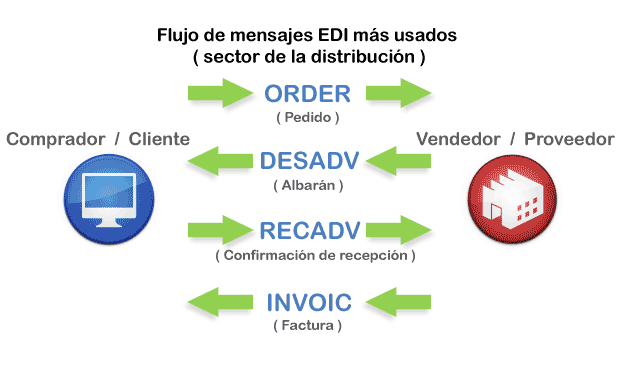 Flujo de mensajes EDI más usados
( sector de la distribución )
ORDER
( Pedido )
Comprador / Cliente
Vendedor / Proveedor
DESADV
( Albarán )
RECADV
( Confirmación de recepción )
INVOIC
( Factura )